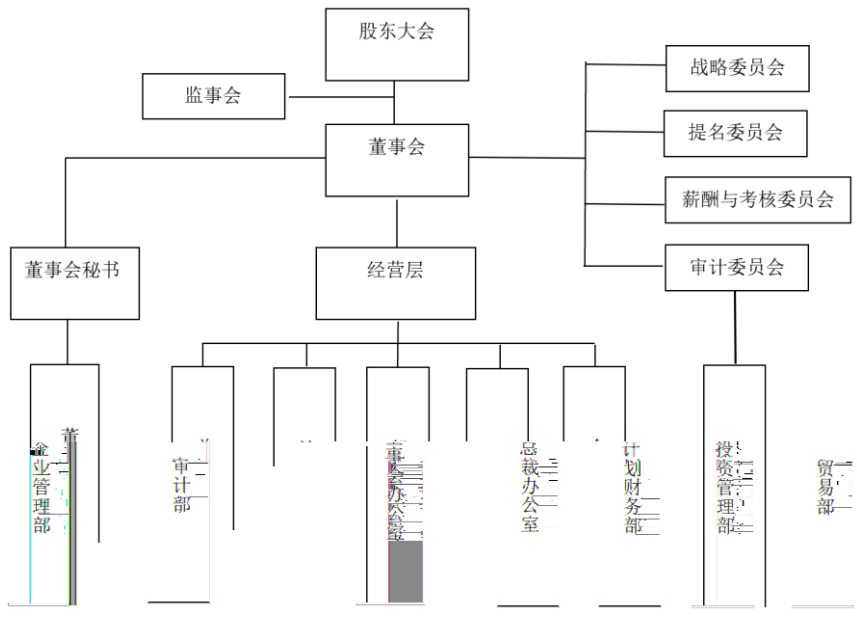 股东大会
战略委员会
监事会
提名委员会
董事会
薪酬与考核委员会
董事会秘书
经营层
审计委员会
董
金业管理部
审计部
董事会办公室
总裁办公室
计划财务部
投资管理部
贸易部